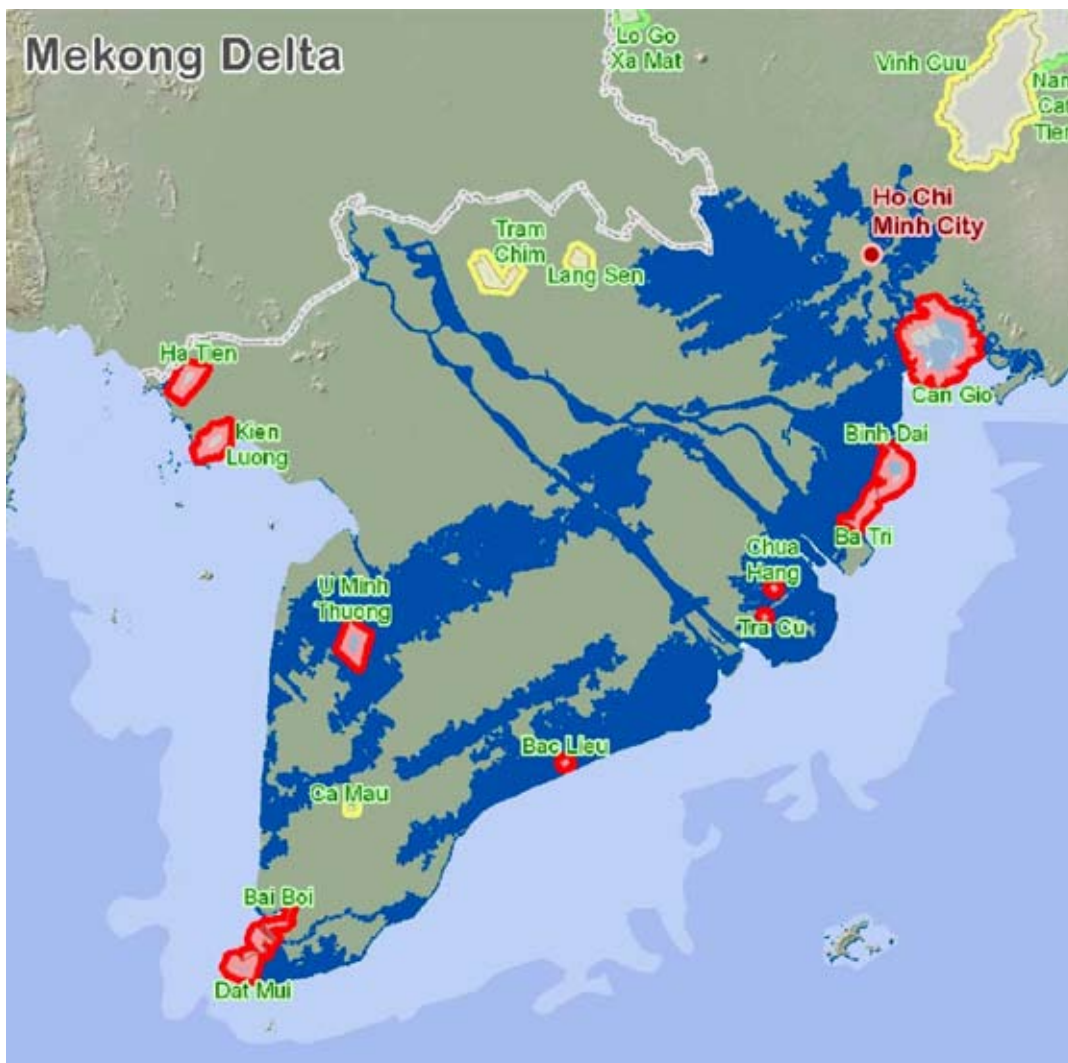 Mekong Delta
Lo Go
Xa Mat
Vinh Cuu
Nam
Cat
Tien
Ho Chi
Minh City
Tram
Chim
Lang Sen
Ha Tien
Kien
Luong
Can Gio
Binh Dai
Ba Tri
Chua
Hang
Tra Cu
U Minh
Thuong
Bac Lieu
Ca Mau
Bai Boi
Dat Mui